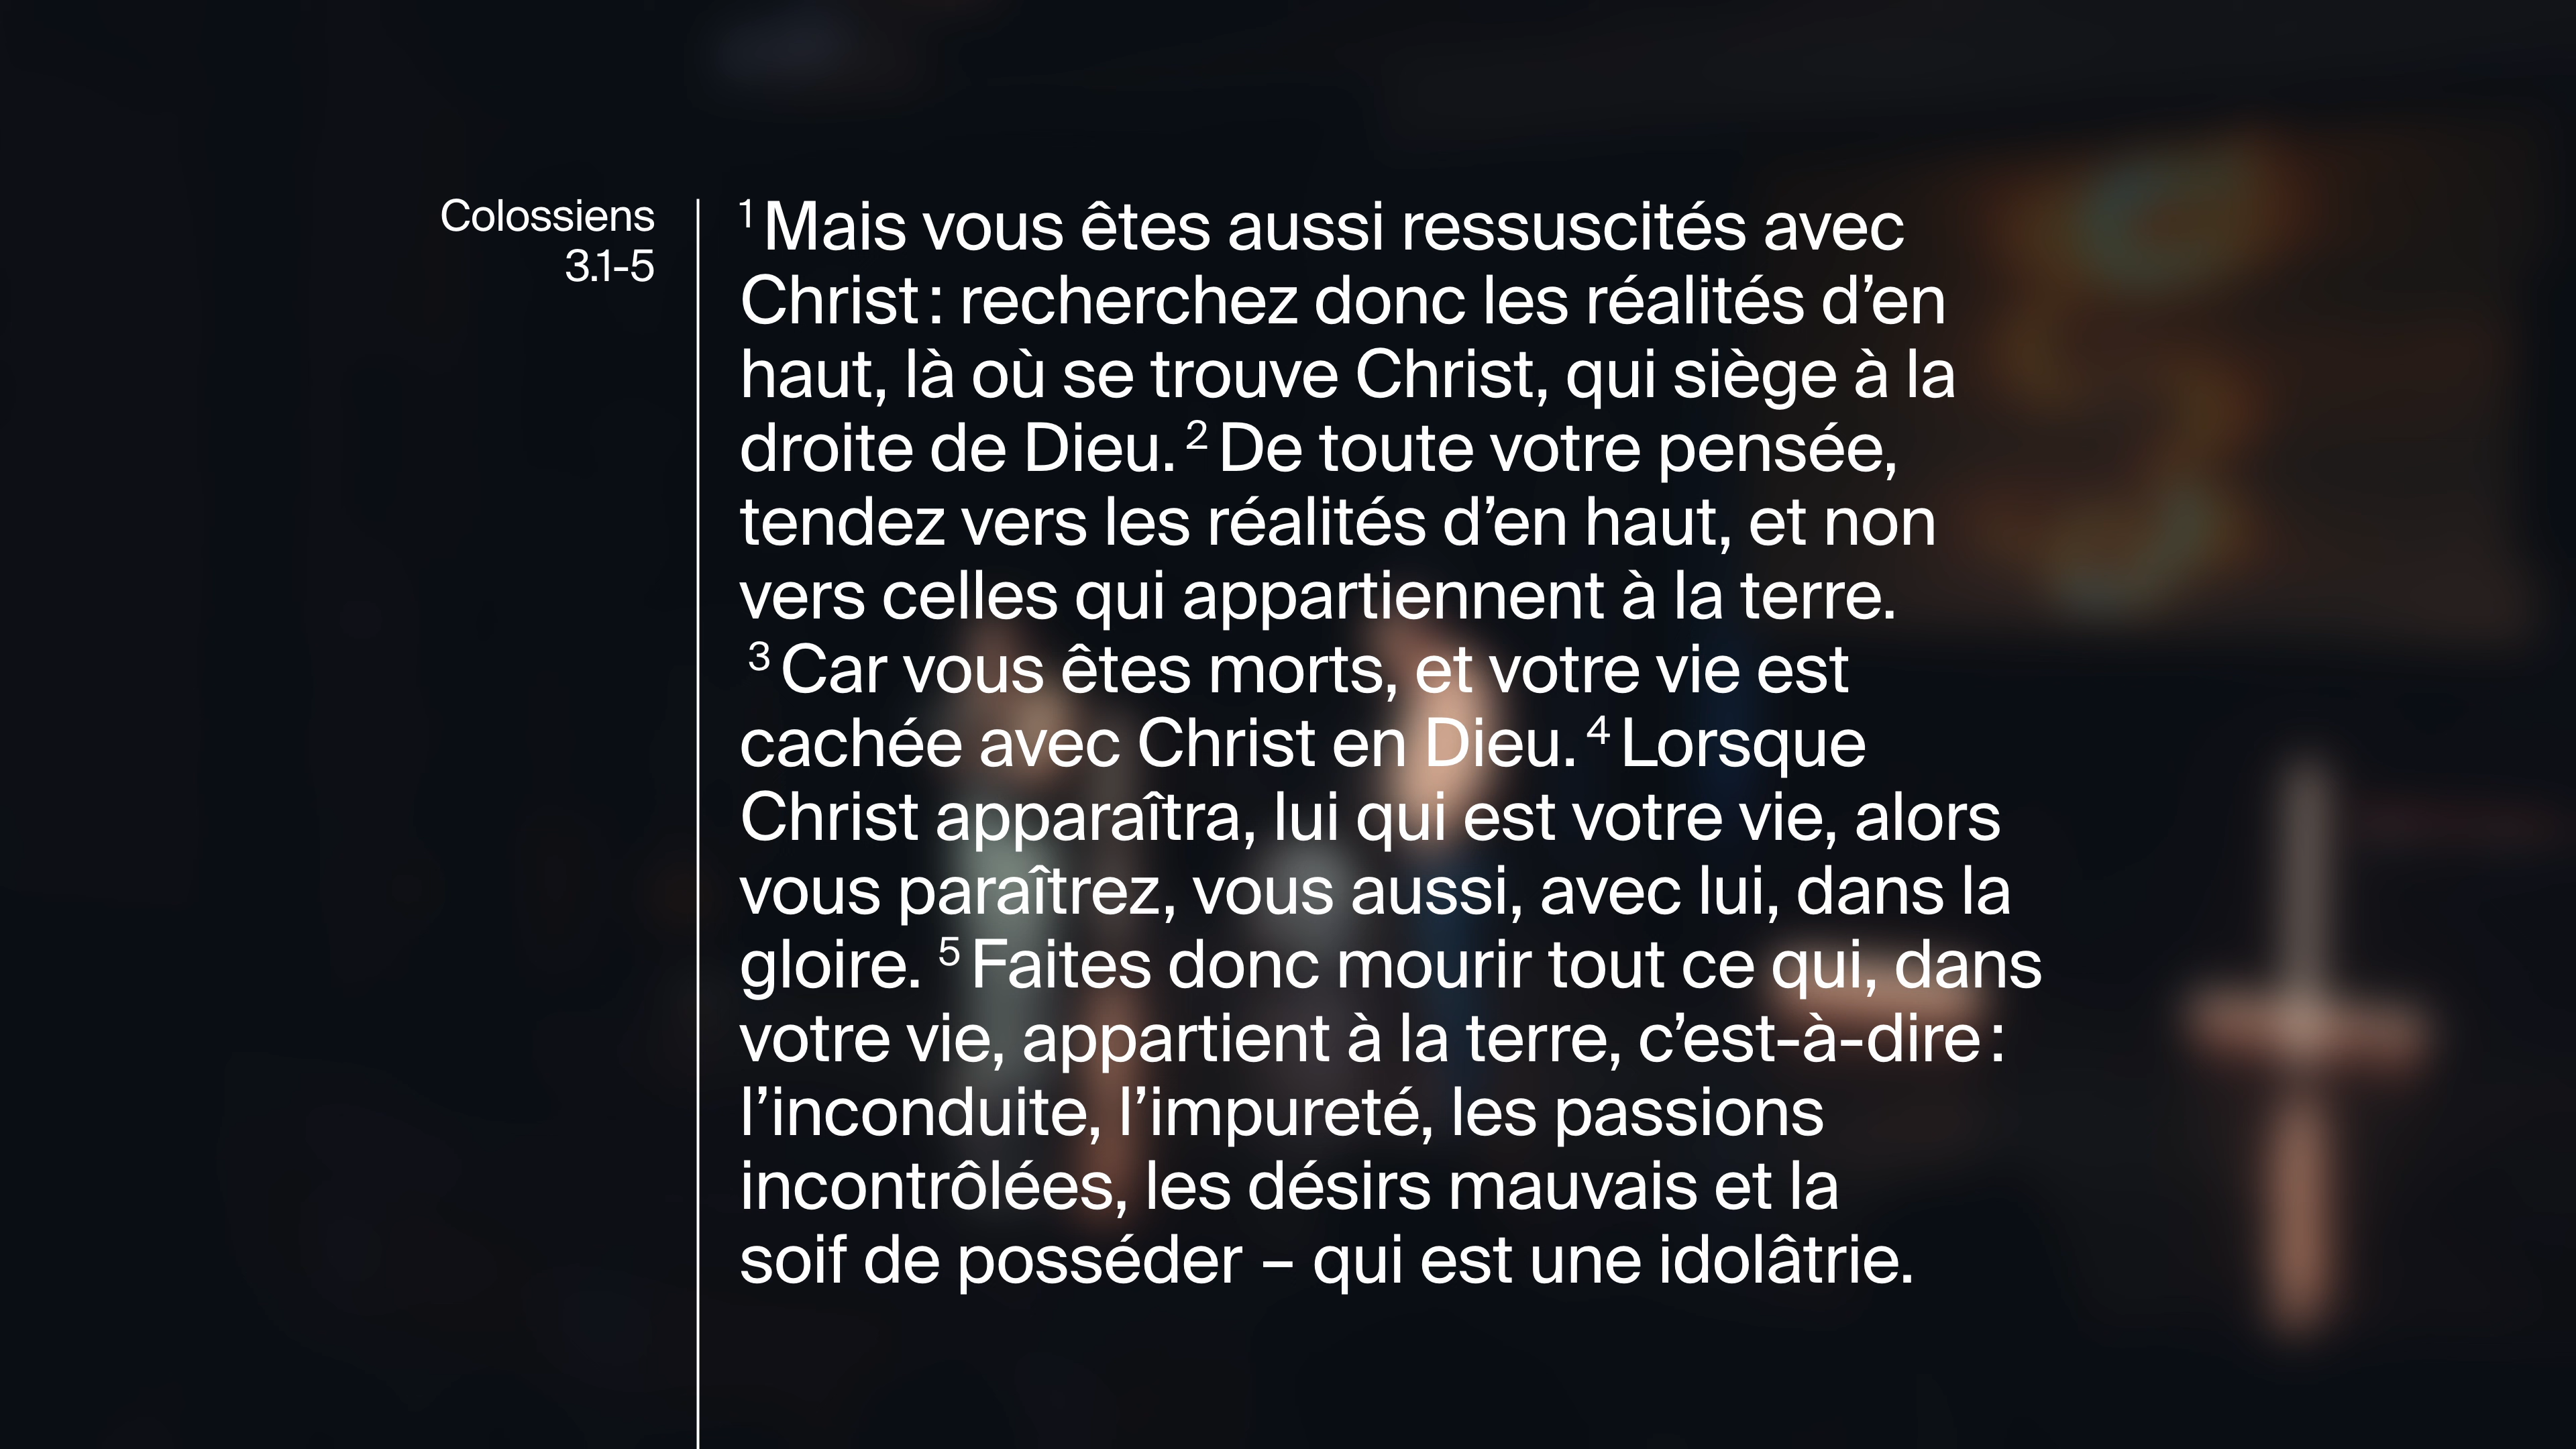 Colossiens
3.1-5
1 Mais vous êtes aussi ressuscités avec
Christ : recherchez donc les réalités d’en
haut, là où se trouve Christ, qui siège à la
droite de Dieu. 2 De toute votre pensée,
tendez vers les réalités d’en haut, et non
vers celles qui appartiennent à la terre.
3 Car vous êtes morts, et votre vie est
cachée avec Christ en Dieu. 4 Lorsque
Christ apparaîtra, lui qui est votre vie, alors
vous paraîtrez, vous aussi, avec lui, dans la
gloire. 5 Faites donc mourir tout ce qui, dans
votre vie, appartient à la terre, c’est-à-dire :
l’inconduite, l’impureté, les passions
incontrôlées, les désirs mauvais et la
soif de posséder – qui est une idolâtrie.